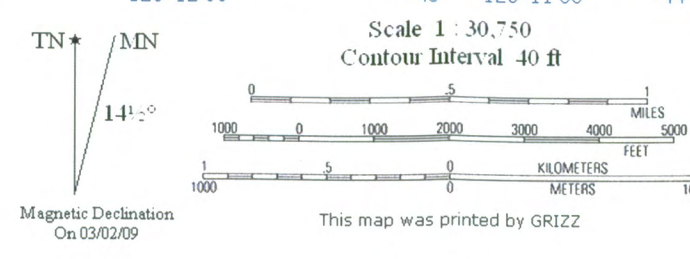 Scale 1 : 30,750
Contour Interval 40 ft
TN MN
14½°
0 .5 1
MILES
1000 0 1000 2000 3000 4000 5000
FEET
1 .5 0
KILOMETERS
1000 0
METERS
Magnetic Declination
On 03/02/09
This map was printed by GRIZZ